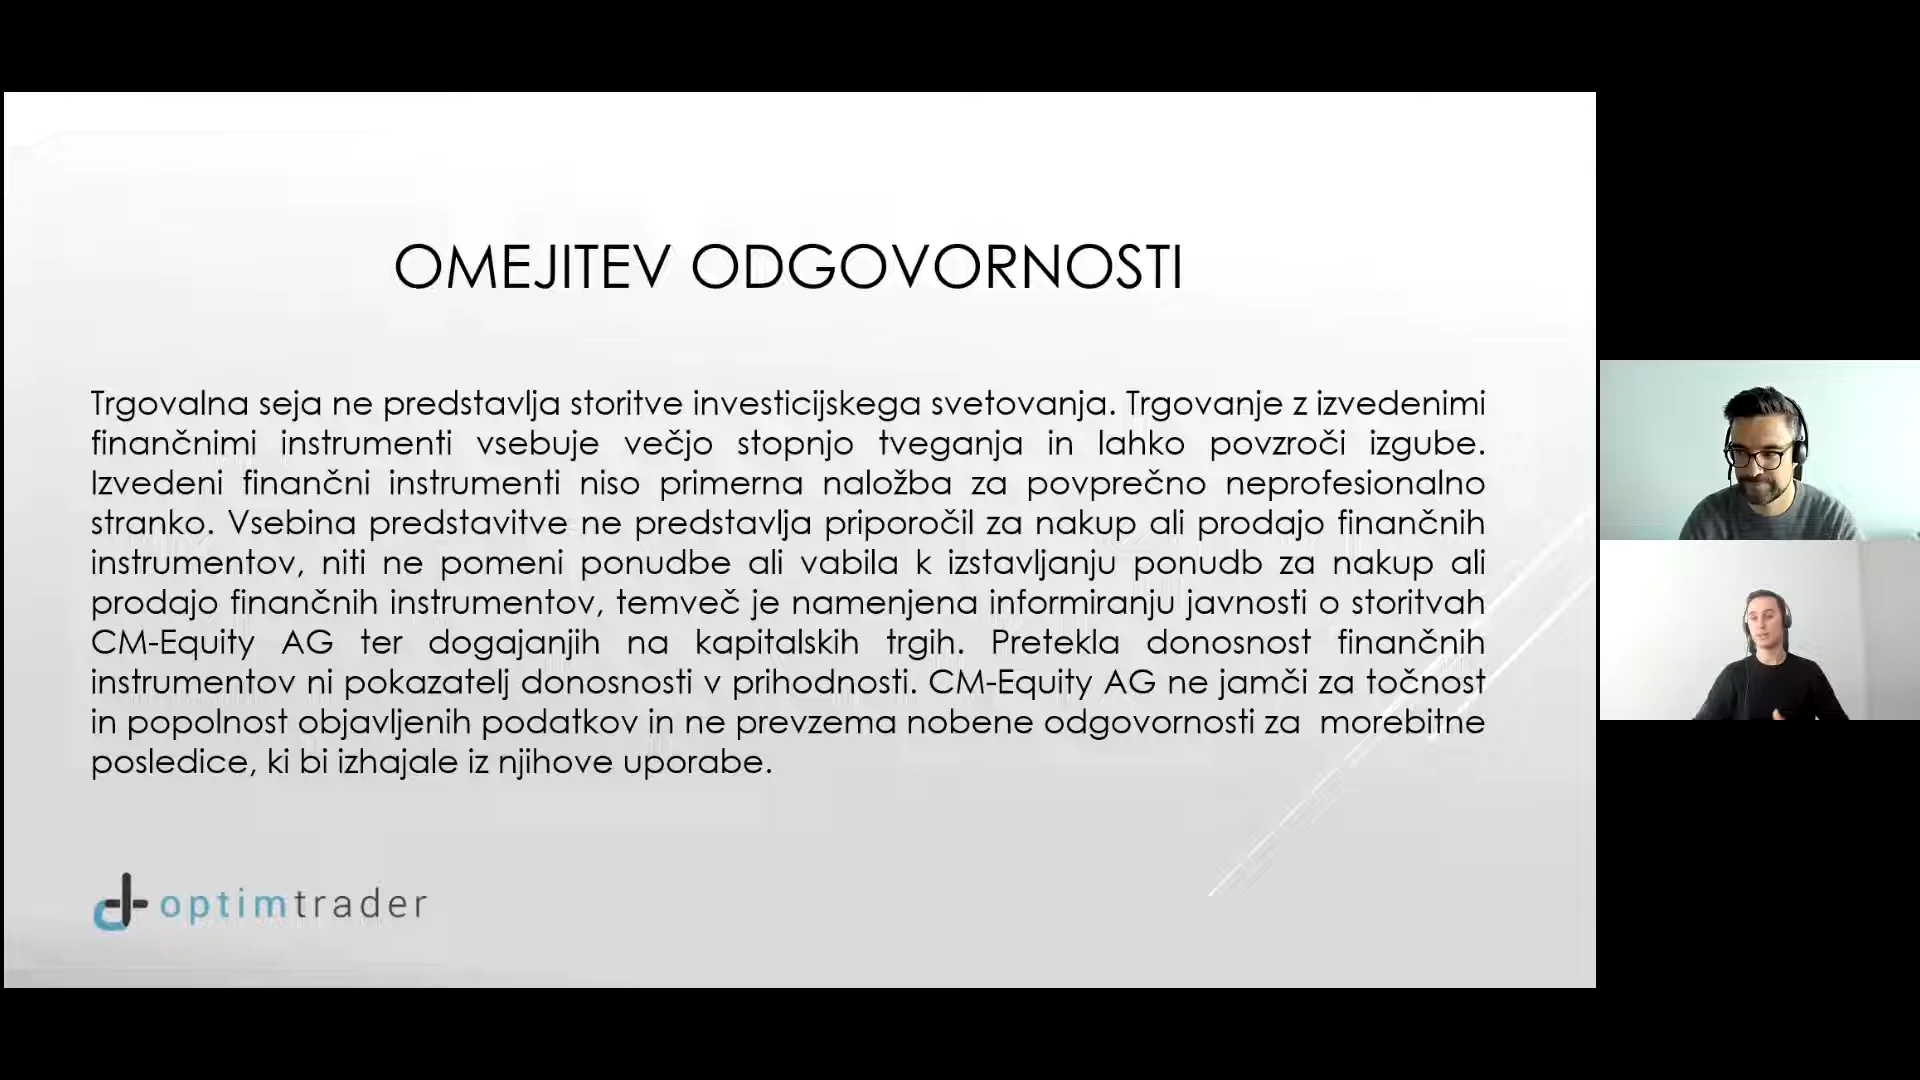 OMEJITEV ODGOVORNOSTI
Trgovalna seja ne predstavlja storitve investicijskega svetovanja. Trgovanje z izvedenimi
finančnimi instrumenti vsebuje večjo stopnjo tveganja in lahko povzroči izgube.
Izvedeni finančni instrumenti niso primerna naložba za povprečno neprofesionalno
stranko. Vsebina predstavitve ne predstavlja priporočil za nakup ali prodajo finančnih
instrumentov, niti ne pomeni ponudbe ali vabila k izstavljanju ponudb za nakup ali
prodajo finančnih instrumentov, temveč je namenjena informiranju javnosti o storitvah
CM-Equity AG ter dogajanjih na kapitalskih trgih. Pretekla donosnost finančnih
instrumentov ni pokazatelj donosnosti v prihodnosti. CM-Equity AG ne jamči za točnost
in popolnost objavljenih podatkov in ne prevzema nobene odgovornosti za morebitne
posledice, ki bi izhajale iz njihove uporabe.
optimtrader